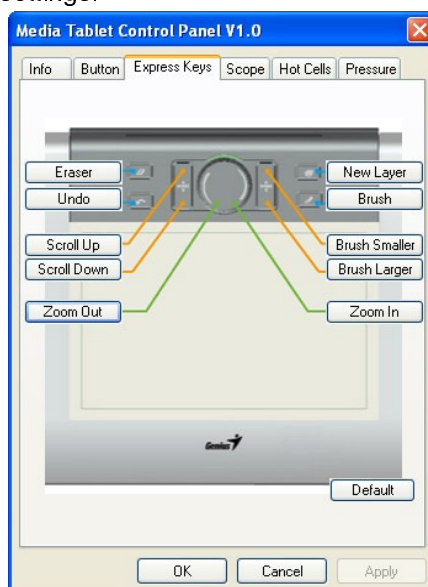 settings.
Media Tablet Control Panel V1.0
Info Button Express Keys Scope Hot Cells Pressure
Eraser New Layer
Undo Brush
Scroll Up Brush Smaller
Scroll Down Brush Larger
Zoom Out Zoom In
Genius
Default
OK Cancel Apply